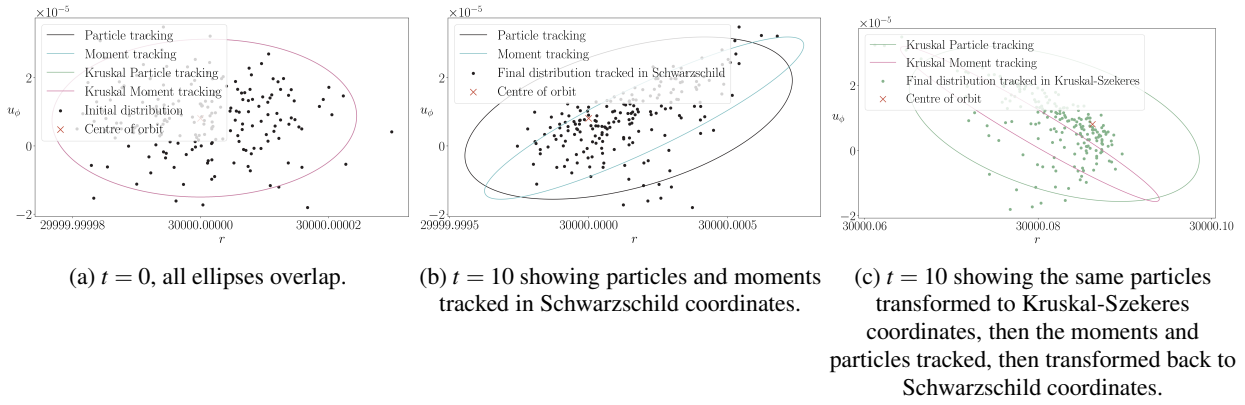 ×10⁻⁵
Particle tracking
Moment tracking
Kruskal Particle tracking
Kruskal Moment tracking
Initial distribution
Centre of orbit
2
0
−2
u_ϕ
29999.99998
30000.00000
30000.00002
r
(a) t = 0, all ellipses overlap.
×10⁻⁵
Particle tracking
Moment tracking
Final distribution tracked in Schwarzschild
Centre of orbit
2
0
−2
u_ϕ
29999.9995
30000.0000
30000.0005
r
(b) t = 10 showing particles and moments
tracked in Schwarzschild coordinates.
×10⁻⁵
Kruskal Particle tracking
Kruskal Moment tracking
Final distribution tracked in Kruskal-Szekeres
Centre of orbit
2
0
−2
u_ϕ
30000.06
30000.08
30000.10
r
(c) t = 10 showing the same particles
transformed to Kruskal-Szekeres
coordinates, then the moments and
particles tracked, then transformed back to
Schwarzschild coordinates.